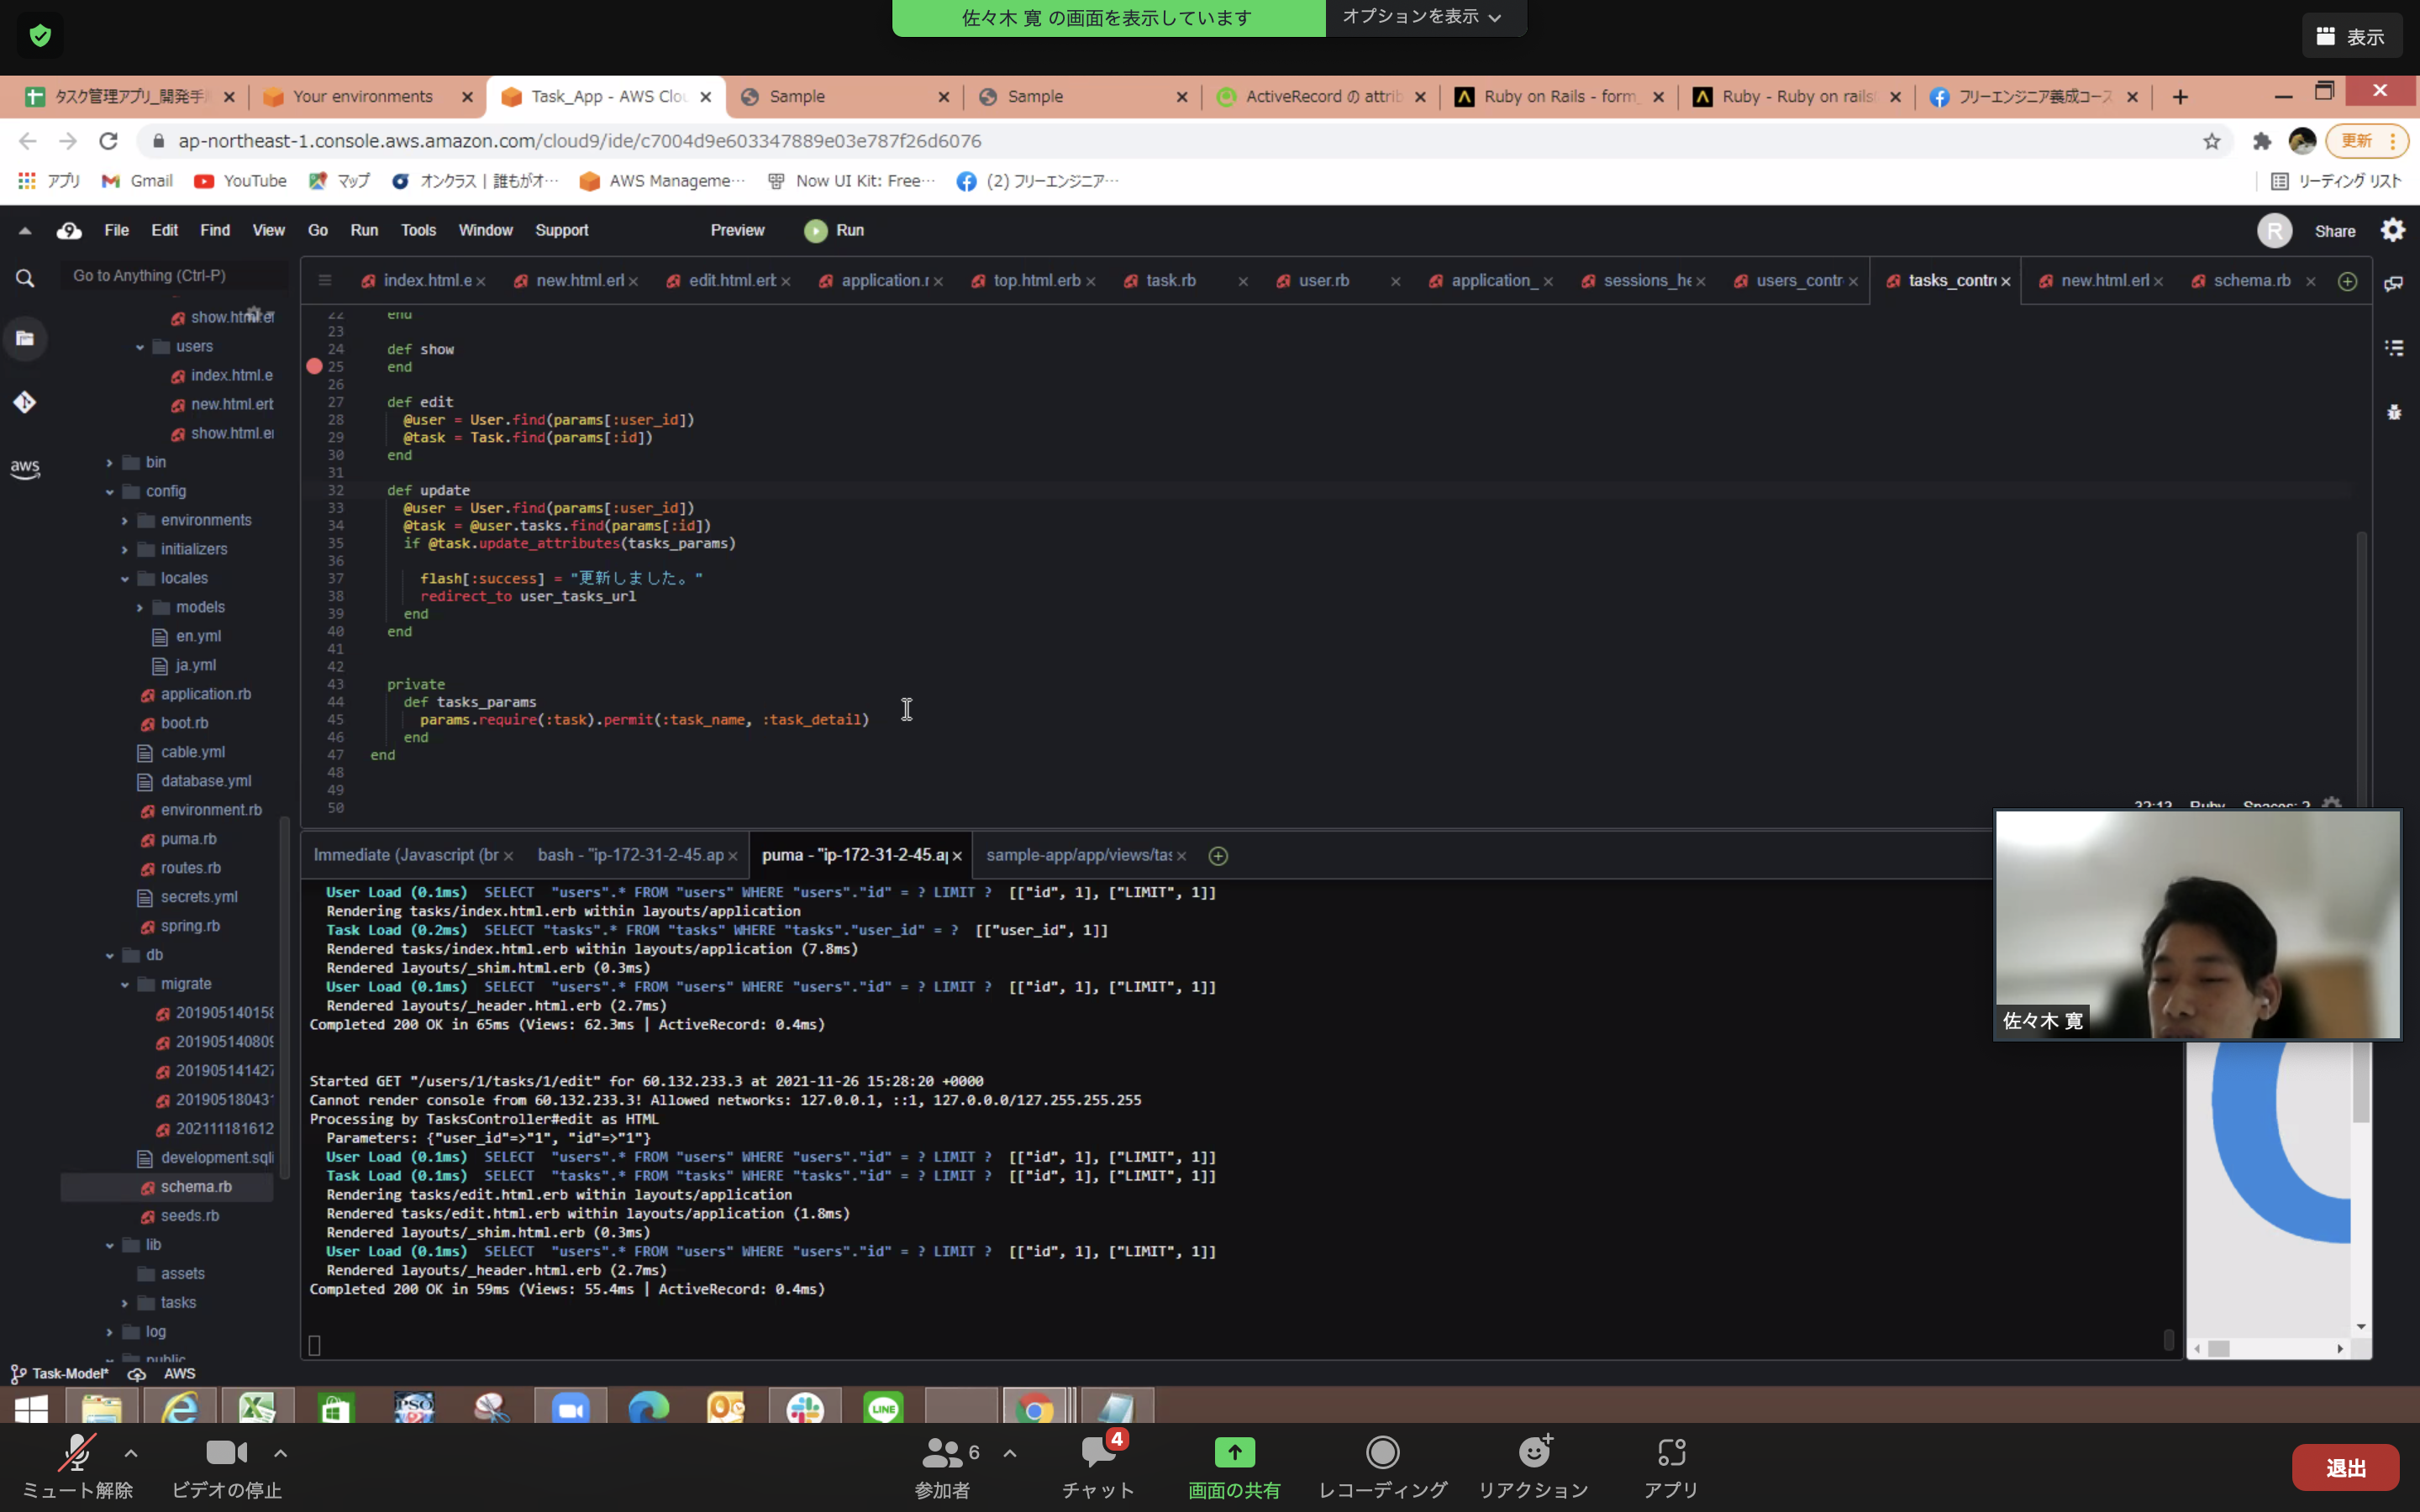 佐々木 寛 の画面を表示しています
オプションを表示
表示
タスク管理アプリ_開発手
Your environments
Task_App - AWS Clo
Sample
Sample
ActiveRecord の attrib
Ruby on Rails - form_
Ruby - Ruby on rails
フリーエンジニア養成コース
ap-northeast-1.console.aws.amazon.com/cloud9/ide/c7004d9e603347889e03e787f26d6076
更新
アプリ
Gmail
YouTube
マップ
オンクラス | 誰もがオ…
AWS Manageme…
Now UI Kit: Free…
(2) フリーエンジニア…
リーディング リスト
File Edit Find View Go Run Tools Window Support Preview Run
R Share
Go to Anything (Ctrl-P)
index.html.e
new.html.erl
edit.html.ert
application.r
top.html.erb
task.rb
user.rb
application_
sessions_he
users_contr
tasks_contr
new.html.erl
schema.rb
show.html.er
users
index.html.e
new.html.erb
show.html.er
bin
config
environments
initializers
locales
models
en.yml
ja.yml
application.rb
boot.rb
cable.yml
database.yml
environment.rb
puma.rb
routes.rb
secrets.yml
spring.rb
db
migrate
201905140158
201905140809
201905141427
20190518043
202111181612
development.sqli
schema.rb
seeds.rb
lib
assets
tasks
log
public
aws
22 end
23
24 def show
25 end
26
27 def edit
28 @user = User.find(params[:user_id])
29 @task = Task.find(params[:id])
30 end
31
32 def update
33 @user = User.find(params[:user_id])
34 @task = @user.tasks.find(params[:id])
35 if @task.update_attributes(tasks_params)
36
37 flash[:success] = "更新しました。"
38 redirect_to user_tasks_url
39 end
40 end
41
42
43 private
44 def tasks_params
45 params.require(:task).permit(:task_name, :task_detail)
46 end
47 end
48
49
50
32:13 Ruby Spaces: 2
Immediate (Javascript (br
bash - "ip-172-31-2-45.ap
puma - "ip-172-31-2-45.a
sample-app/app/views/tas
User Load (0.1ms) SELECT "users".* FROM "users" WHERE "users"."id" = ? LIMIT ? [["id", 1], ["LIMIT", 1]]
Rendering tasks/index.html.erb within layouts/application
Task Load (0.2ms) SELECT "tasks".* FROM "tasks" WHERE "tasks"."user_id" = ? [["user_id", 1]]
Rendered tasks/index.html.erb within layouts/application (7.8ms)
Rendered layouts/_shim.html.erb (0.3ms)
User Load (0.1ms) SELECT "users".* FROM "users" WHERE "users"."id" = ? LIMIT ? [["id", 1], ["LIMIT", 1]]
Rendered layouts/_header.html.erb (2.7ms)
Completed 200 OK in 65ms (Views: 62.3ms | ActiveRecord: 0.4ms)
Started GET "/users/1/tasks/1/edit" for 60.132.233.3 at 2021-11-26 15:28:20 +0000
Cannot render console from 60.132.233.3! Allowed networks: 127.0.0.1, ::1, 127.0.0.0/127.255.255.255
Processing by TasksController#edit as HTML
Parameters: {"user_id"=>"1", "id"=>"1"}
User Load (0.1ms) SELECT "users".* FROM "users" WHERE "users"."id" = ? LIMIT ? [["id", 1], ["LIMIT", 1]]
Task Load (0.1ms) SELECT "tasks".* FROM "tasks" WHERE "tasks"."id" = ? LIMIT ? [["id", 1], ["LIMIT", 1]]
Rendering tasks/edit.html.erb within layouts/application
Rendered tasks/edit.html.erb within layouts/application (1.8ms)
Rendered layouts/_shim.html.erb (0.3ms)
User Load (0.1ms) SELECT "users".* FROM "users" WHERE "users"."id" = ? LIMIT ? [["id", 1], ["LIMIT", 1]]
Rendered layouts/_header.html.erb (2.7ms)
Completed 200 OK in 59ms (Views: 55.4ms | ActiveRecord: 0.4ms)
佐々木 寛
Task-Model* AWS
PSO
LINE
6
4
ミュート解除
ビデオの停止
参加者
チャット
画面の共有
レコーディング
リアクション
アプリ
退出